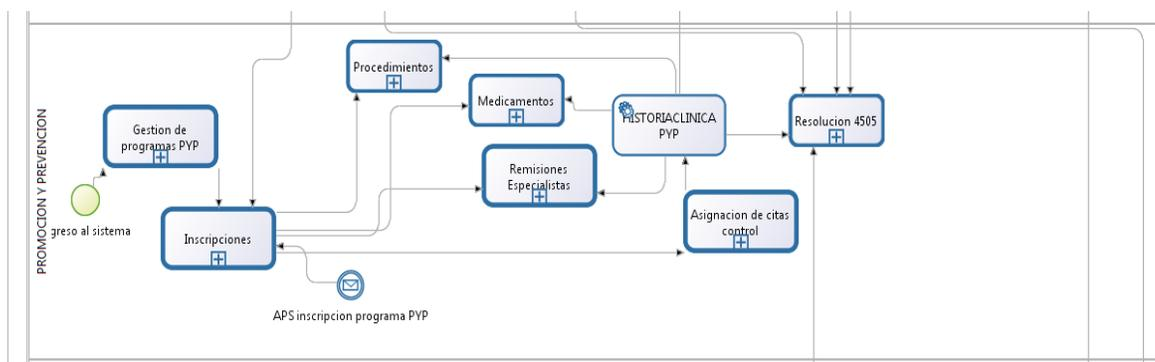 PROMOCION Y PREVENCION
Procedimientos
Medicamentos
HISTORIACLINICA
PYP
Resolucion 4505
Gestion de
programas PYP
Remisiones
Especialistas
Asignacion de citas
control
greso al sistema
Inscripciones
APS inscripcion programa PYP